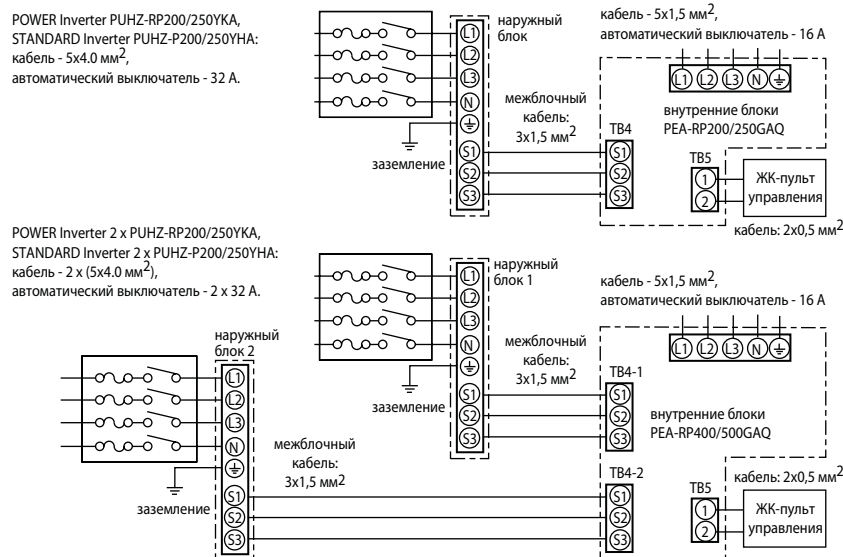 POWER Inverter PUHZ-RP200/250YKA,
STANDARD Inverter PUHZ-P200/250YHA:
кабель - 5x4.0 мм2,
автоматический выключатель - 32 А.
наружный
блок
L1
L2
L3
N
S1
S2
S3
заземление
межблочный
кабель:
3x1,5 мм2
кабель - 5x1,5 мм2,
автоматический выключатель - 16 А
L1 L2 L3 N
внутренние блоки
PEA-RP200/250GAQ
TB4
S1
S2
S3
TB5
1
2
ЖК-пульт
управления
кабель: 2x0,5 мм2
POWER Inverter 2 x PUHZ-RP200/250YKA,
STANDARD Inverter 2 x PUHZ-P200/250YHA:
кабель - 2 x (5x4.0 мм2),
автоматический выключатель - 2 x 32 А.
наружный
блок 1
L1
L2
L3
N
S1
S2
S3
заземление
межблочный
кабель:
3x1,5 мм2
кабель - 5x1,5 мм2,
автоматический выключатель - 16 А
L1 L2 L3 N
внутренние блоки
PEA-RP400/500GAQ
TB4-1
S1
S2
S3
наружный
блок 2
L1
L2
L3
N
S1
S2
S3
заземление
межблочный
кабель:
3x1,5 мм2
TB4-2
S1
S2
S3
TB5
1
2
кабель: 2x0,5 мм2
ЖК-пульт
управления